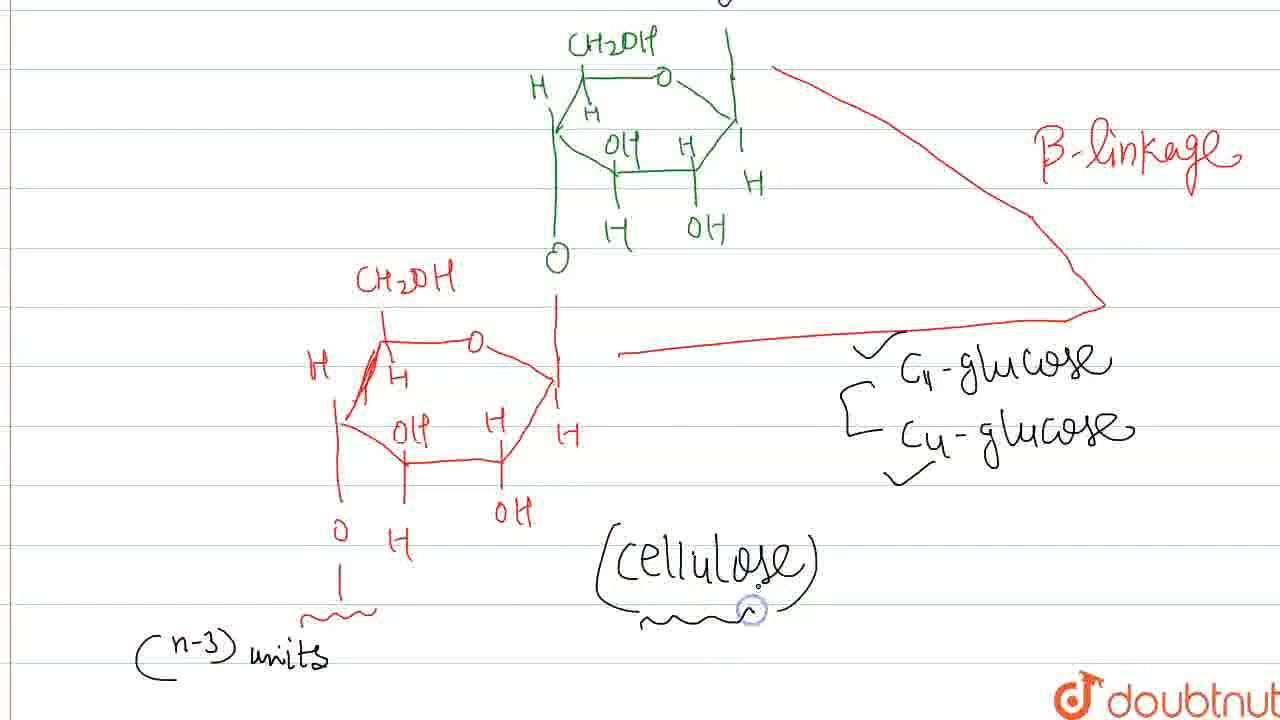 CH2OH
H O
H
OH H
H
H OH
O
β-linkage
CH2OH
O
H
H
OH H
H
OH
O H
C1-glucose
C4-glucose
(cellulose)
(n-3) units
doubtnut